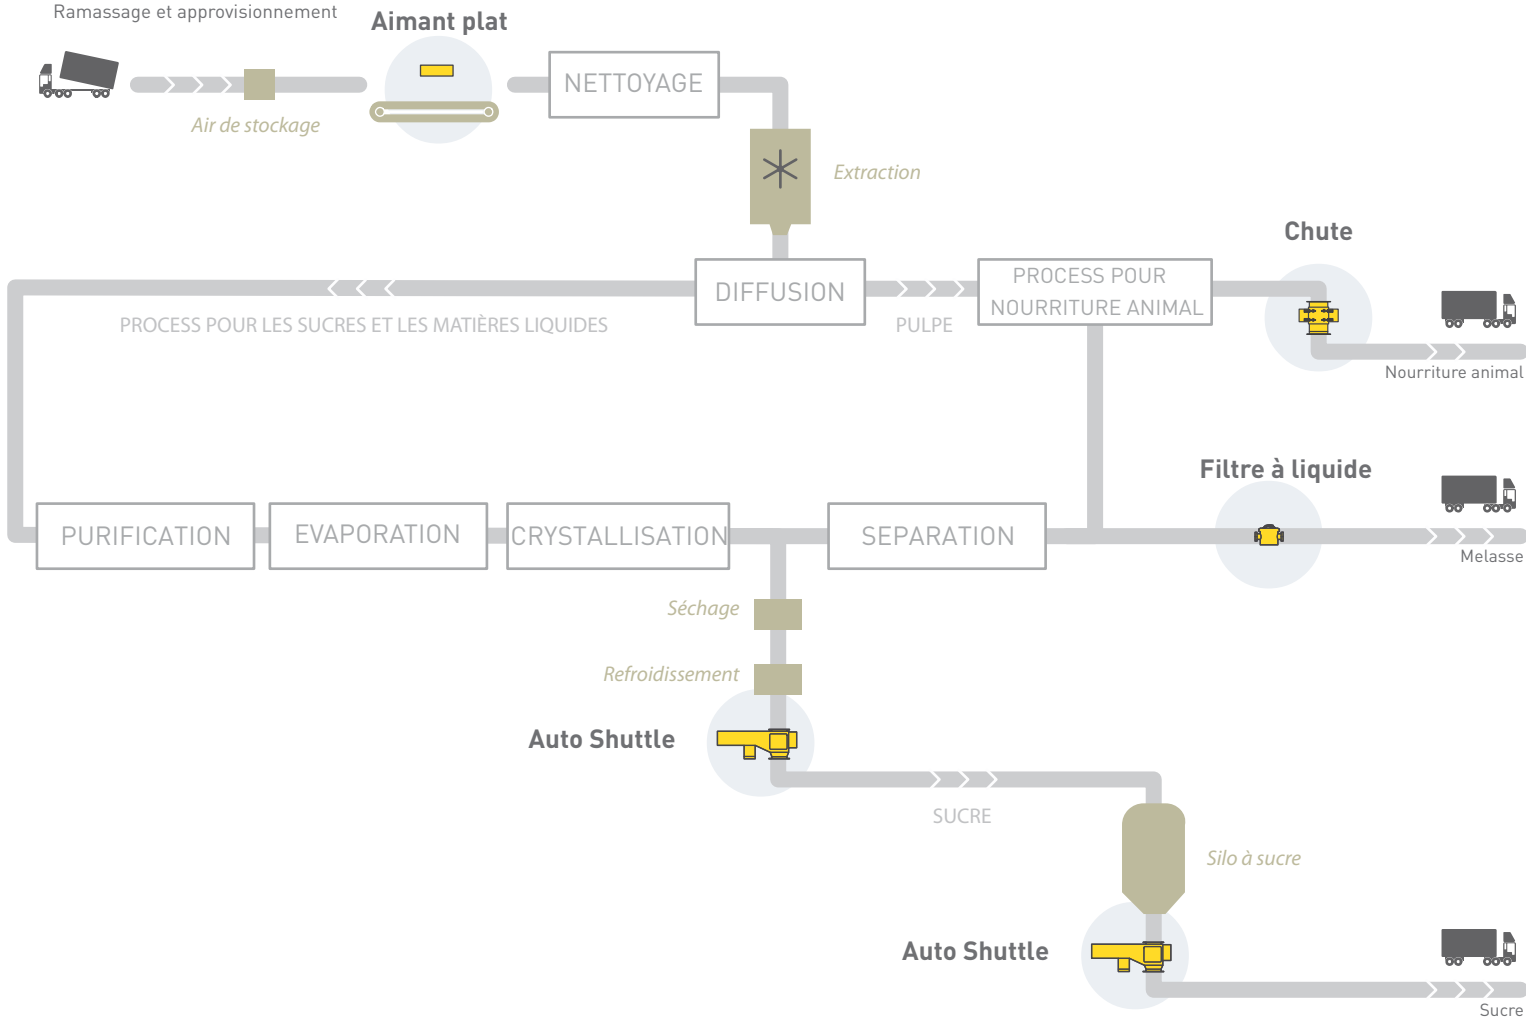 Ramassage et approvisionnement
Aimant plat
NETTOYAGE
Air de stockage
Extraction
Chute
DIFFUSION
PROCESS POUR
NOURRITURE ANIMAL
PROCESS POUR LES SUCRES ET LES MATIÈRES LIQUIDES
PULPE
Nourriture animal
Filtre à liquide
PURIFICATION
EVAPORATION
CRYSTALLISATION
SEPARATION
Melasse
Séchage
Refroidissement
Auto Shuttle
SUCRE
Silo à sucre
Auto Shuttle
Sucre